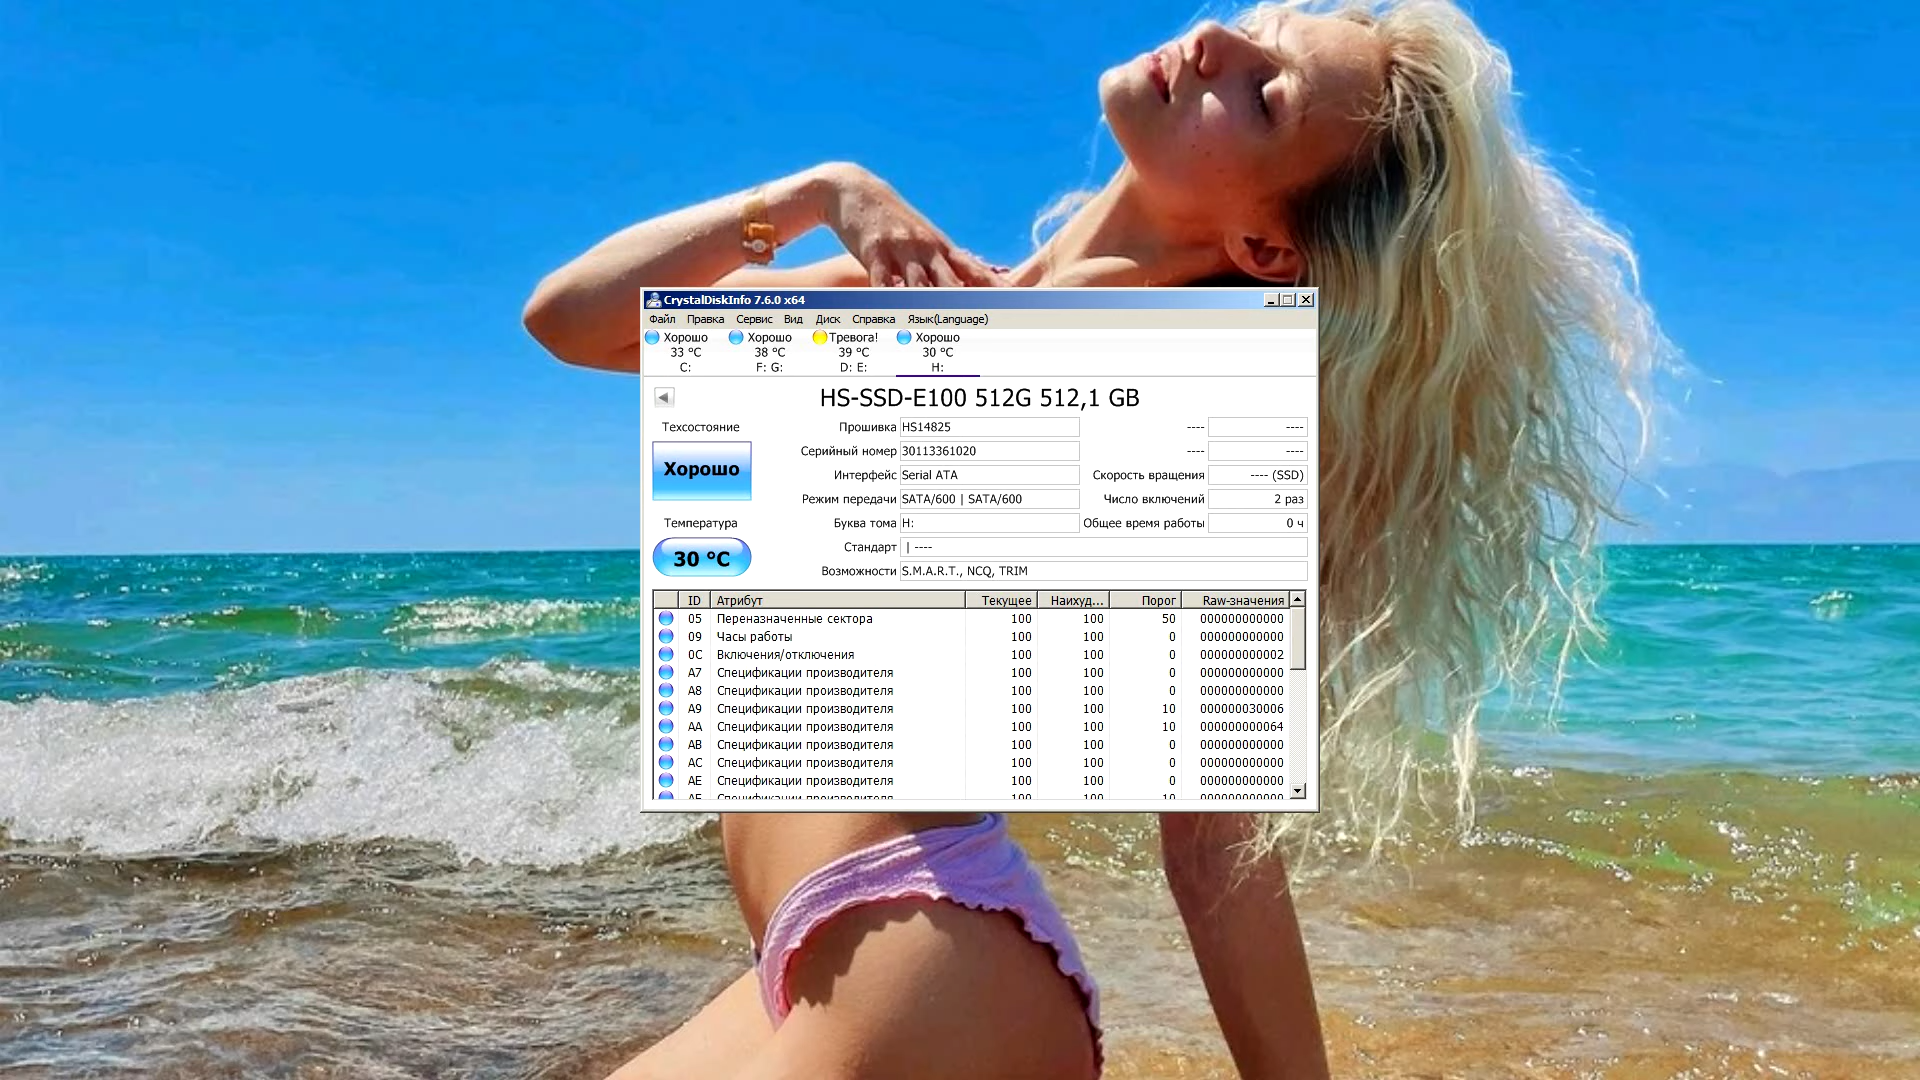 CrystalDiskInfo 7.6.0 x64
Файл Правка Сервис Вид Диск Справка Язык(Language)
Хорошо Хорошо Тревога! Хорошо
33 °C 38 °C 39 °C 30 °C
C: F: G: D: E: H:
HS-SSD-E100 512G 512,1 GB
Техсостояние
Хорошо
Температура
30 °C
Прошивка HS14825 ---- ----
Серийный номер 30113361020 ---- ----
Интерфейс Serial ATA Скорость вращения ---- (SSD)
Режим передачи SATA/600 | SATA/600 Число включений 2 раз
Буква тома H: Общее время работы 0 ч
Стандарт | ----
Возможности S.M.A.R.T., NCQ, TRIM
ID Атрибут Текущее Наихуд... Порог Raw-значения
05 Переназначенные сектора 100 100 50 000000000000
09 Часы работы 100 100 0 000000000000
0C Включения/отключения 100 100 0 000000000002
A7 Спецификации производителя 100 100 0 000000000000
A8 Спецификации производителя 100 100 0 000000000000
A9 Спецификации производителя 100 100 10 000000030006
AA Спецификации производителя 100 100 10 000000000064
AB Спецификации производителя 100 100 0 000000000000
AC Спецификации производителя 100 100 0 000000000000
AE Спецификации производителя 100 100 0 000000000000
Спецификации производителя 100 100 10 000000000000